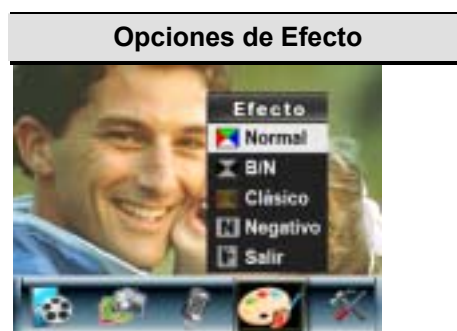 Opciones de Efecto
Efecto
Normal
B/N
Clásico
Negativo
Salir